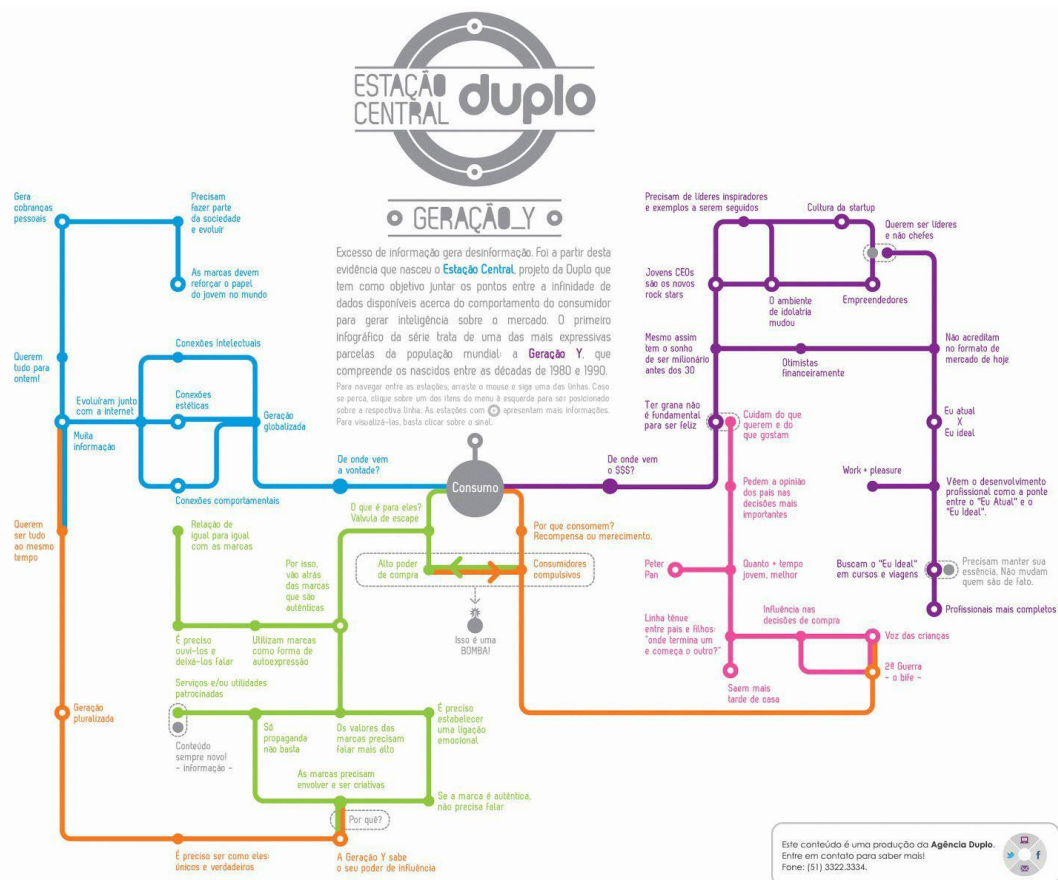 ESTAÇÃO
CENTRAL
duplo
GERAÇÃO_Y
Excesso de informação gera desinformação. Foi a partir desta
evidência que nasceu o Estação Central, projeto da Duplo que
tem como objetivo juntar os pontos entre a infinidade de
dados disponíveis acerca do comportamento do consumidor
para gerar inteligência sobre o mercado. O primeiro
infográfico da série trata de uma das mais expressivas
parcelas da população mundial: a Geração Y, que
compreende os nascidos entre as décadas de 1980 e 1990.
Para navegar entre as estações, arraste o mouse e siga uma das linhas. Caso
se perca, clique sobre um dos itens do menu à esquerda para ser posicionado
sobre a respectiva linha. As estações com apresentam mais informações.
Para visualizá-las, basta clicar sobre o sinal.
Gera
cobranças
pessoais
Precisam
fazer parte
da sociedade
e evoluir
As marcas devem
reforçar o papel
do jovem no mundo
Querem
tudo para
ontem!
Conexões Intelectuais
Evoluíram junto
com a internet
Conexões
estéticas
Geração
globalizada
Muita
informação
Conexões comportamentais
De onde vem
a vontade?
Consumo
De onde vem
o $$$?
Querem
ser tudo
ao mesmo
tempo
Relação de
igual para igual
com as marcas
O que é para eles?
Válvula de escape
Por que consomem?
Recompensa ou merecimento.
Por isso,
vão atrás
das marcas
que são
autênticas
Alto poder
de compra
Consumidores
compulsivos
Isso é uma
BOMBA!
É preciso
ouví-los e
deixá-los falar
Utilizam marcas
como forma de
autoexpressão
Serviços e/ou utilidades
patrocinadas
Geração
pluralizada
Conteúdo
sempre novo!
- informação -
Só
propaganda
não basta
Os valores das
marcas precisam
falar mais alto
É preciso
estabelecer
uma ligação
emocional
As marcas precisam
envolver e ser criativas
Se a marca é autêntica,
não precisa falar
Por quê?
É preciso ser como eles:
únicos e verdadeiros
A Geração Y sabe
o seu poder de influência
Precisam de líderes inspiradores
e exemplos a serem seguidos
Cultura da startup
Querem ser líderes
e não chefes
Jovens CEOs
são os novos
rock stars
O ambiente
de idolatria
mudou
Empreendedores
Mesmo assim
tem o sonho
de ser milionário
antes dos 30
Otimistas
financeiramente
Não acreditam
no formato de
mercado de hoje
Ter grana não
é fundamental
para ser feliz
Cuidam do que
querem e do
que gostam
Eu atual
X
Eu ideal
Pedem a opinião
dos pais nas
decisões mais
importantes
Work + pleasure
Vêem o desenvolvimento
profissional como a ponte
entre o "Eu Atual" e o
"Eu Ideal".
Peter
Pan
Quanto + tempo
jovem, melhor
Buscam o "Eu Ideal"
em cursos e viagens
Precisam manter sua
essência. Não mudam
quem são de fato.
Profissionais mais completos
Linha tênue
entre pais e filhos:
"onde termina um
e começa o outro?"
Influência nas
decisões de compra
Voz das crianças
2ª Guerra
- o bife -
Saem mais
tarde de casa
Este conteúdo é uma produção da Agência Duplo.
Entre em contato para saber mais!
Fone: (51) 3322.3334.